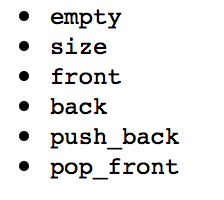 • empty
• size
• front
• back
• push_back
• pop_front